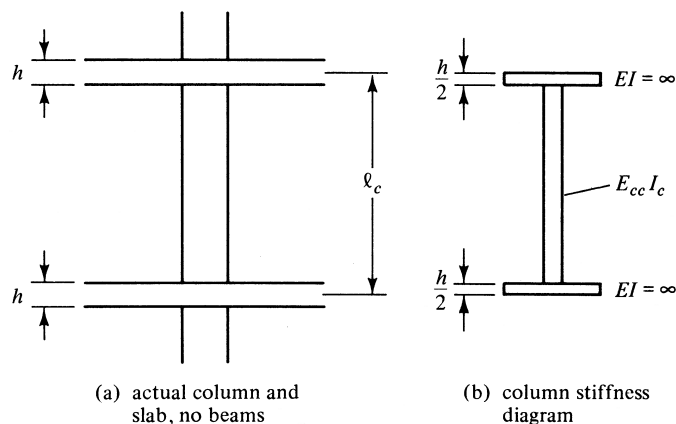 h
h
ℓc
(a) actual column and
slab, no beams
h/2
EI = ∞
Ecc Ic
h/2
EI = ∞
(b) column stiffness
diagram